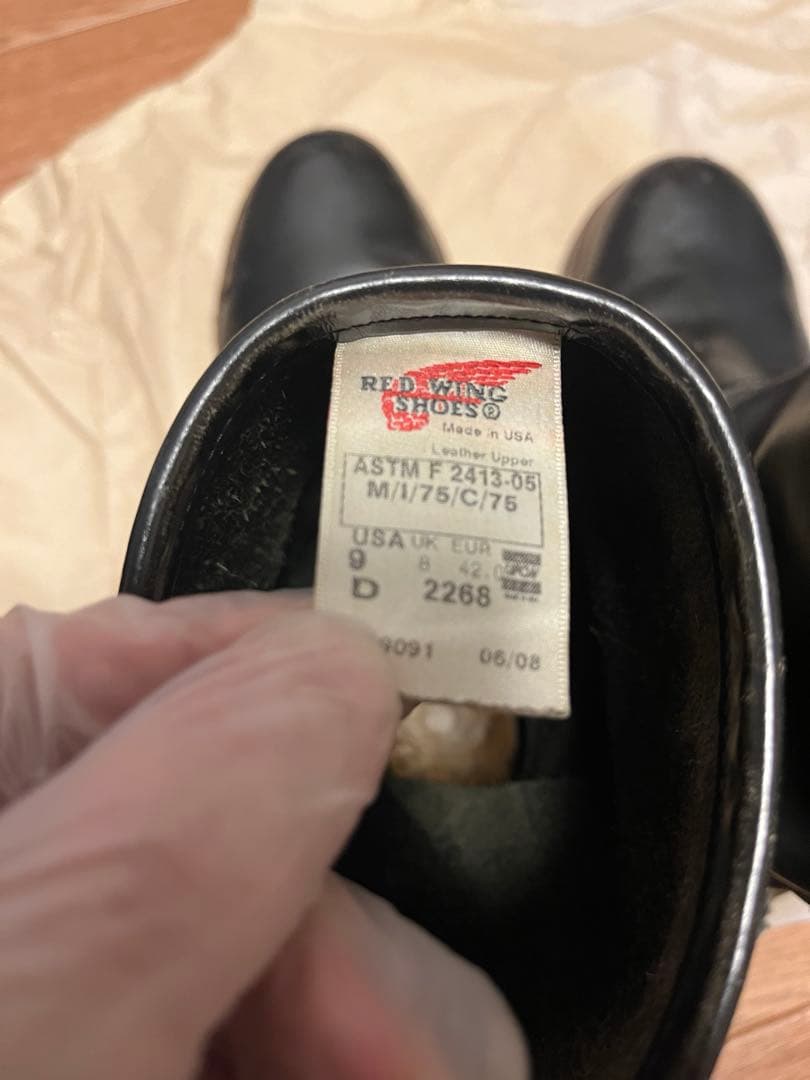 RED WING
SHOES®
Made in USA
Leather Upper
ASTM F 2413-05
M/I/75/C/75
USA UK EUR
9 8 42.0
D 2268
9091 06/08